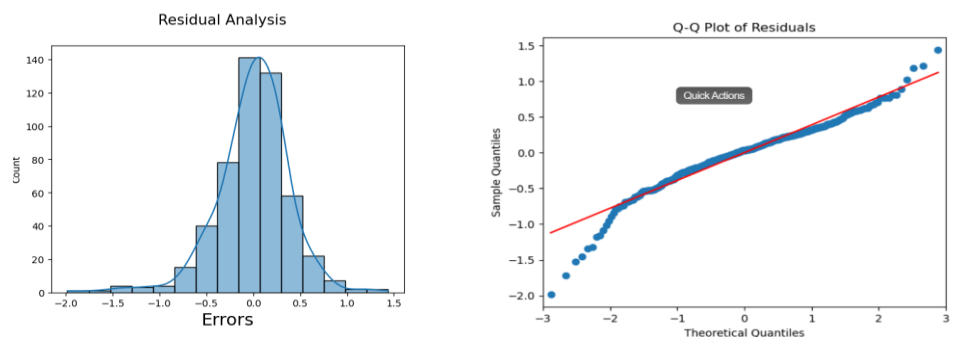 Residual Analysis
140
120
100
80
60
40
20
0
Count
−2.0 −1.5 −1.0 −0.5 0.0 0.5 1.0 1.5
Errors
Q-Q Plot of Residuals
Quick Actions
1.5
1.0
0.5
0.0
−0.5
−1.0
−1.5
−2.0
Sample Quantiles
−3 −2 −1 0 1 2 3
Theoretical Quantiles